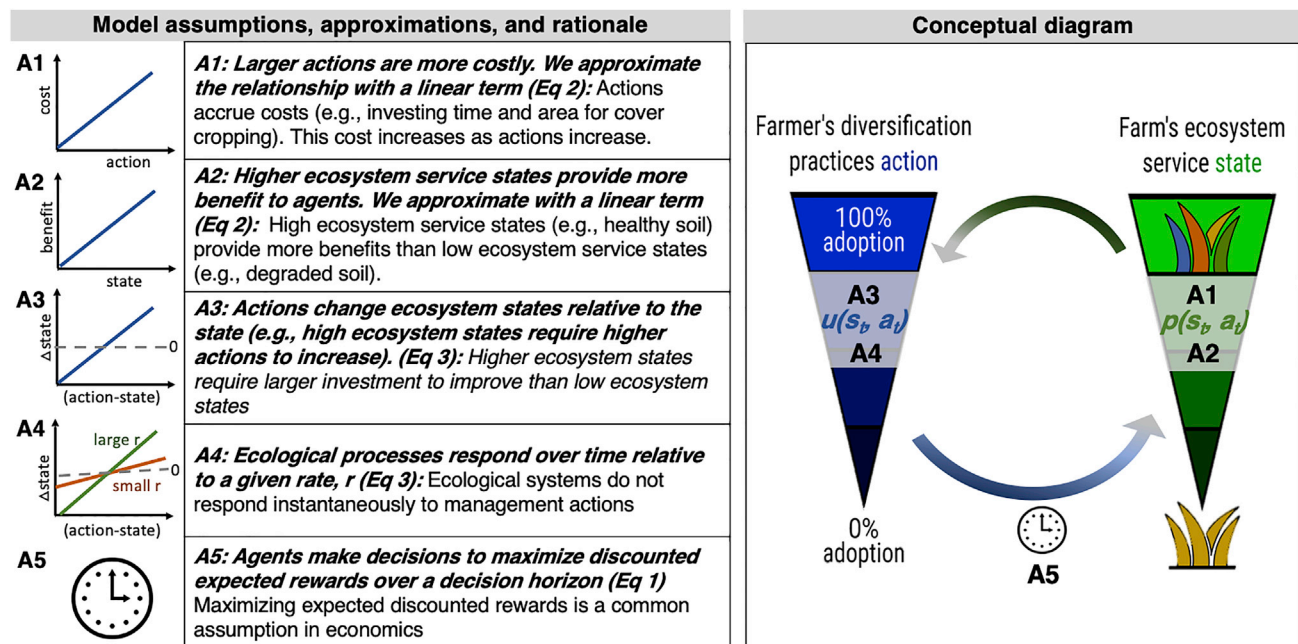 Model assumptions, approximations, and rationale
A1
cost
action
A1: Larger actions are more costly. We approximate
the relationship with a linear term (Eq 2): Actions
accrue costs (e.g., investing time and area for cover
cropping). This cost increases as actions increase.
A2
benefit
state
A2: Higher ecosystem service states provide more
benefit to agents. We approximate with a linear term
(Eq 2): High ecosystem service states (e.g., healthy soil)
provide more benefits than low ecosystem service states
(e.g., degraded soil).
A3
Δstate
0
(action-state)
A3: Actions change ecosystem states relative to the
state (e.g., high ecosystem states require higher
actions to increase). (Eq 3): Higher ecosystem states
require larger investment to improve than low ecosystem
states
A4
large r
0
Δstate
small r
(action-state)
A4: Ecological processes respond over time relative
to a given rate, r (Eq 3): Ecological systems do not
respond instantaneously to management actions
A5
A5: Agents make decisions to maximize discounted
expected rewards over a decision horizon (Eq 1)
Maximizing expected discounted rewards is a common
assumption in economics
Conceptual diagram
Farmer's diversification
practices action
100%
adoption
A3
u(sₜ, aₜ)
A4
0%
adoption
Farm's ecosystem
service state
A1
p(sₜ, aₜ)
A2
A5